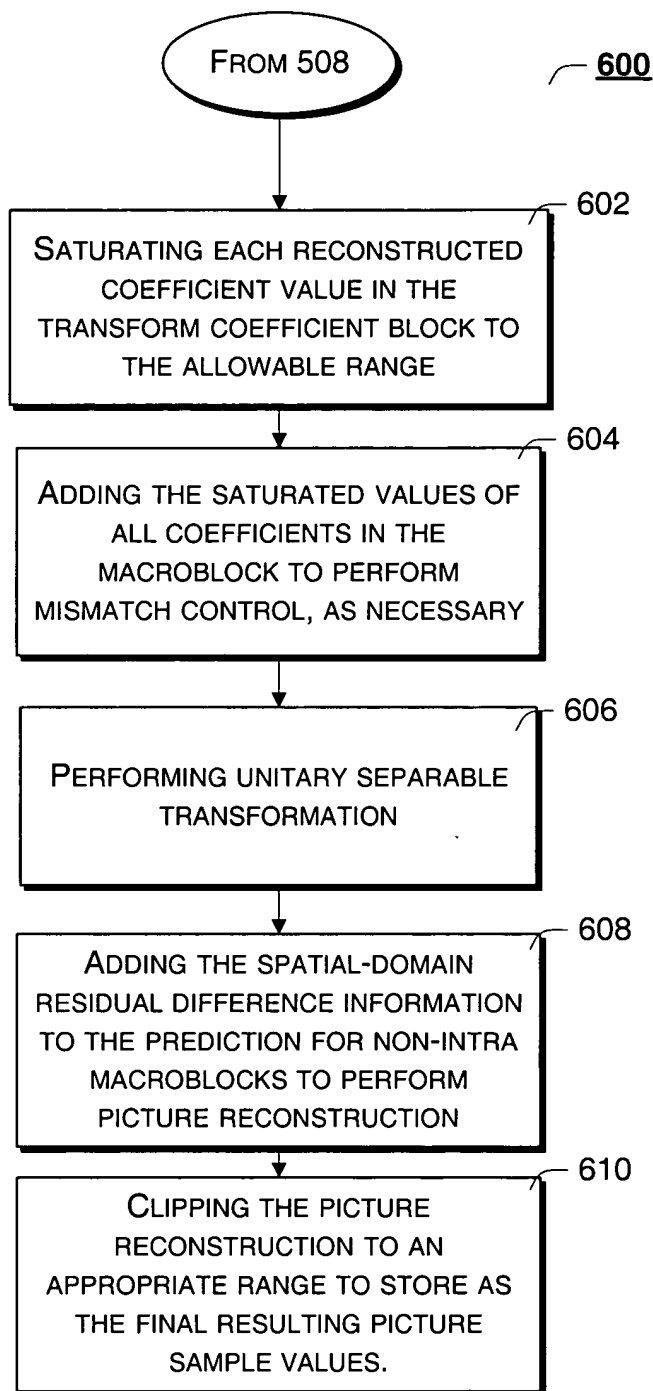 FROM 508
600
602
SATURATING EACH RECONSTRUCTED
COEFFICIENT VALUE IN THE
TRANSFORM COEFFICIENT BLOCK TO
THE ALLOWABLE RANGE
604
ADDING THE SATURATED VALUES OF
ALL COEFFICIENTS IN THE
MACROBLOCK TO PERFORM
MISMATCH CONTROL, AS NECESSARY
606
PERFORMING UNITARY SEPARABLE
TRANSFORMATION
608
ADDING THE SPATIAL-DOMAIN
RESIDUAL DIFFERENCE INFORMATION
TO THE PREDICTION FOR NON-INTRA
MACROBLOCKS TO PERFORM
PICTURE RECONSTRUCTION
610
CLIPPING THE PICTURE
RECONSTRUCTION TO AN
APPROPRIATE RANGE TO STORE AS
THE FINAL RESULTING PICTURE
SAMPLE VALUES.